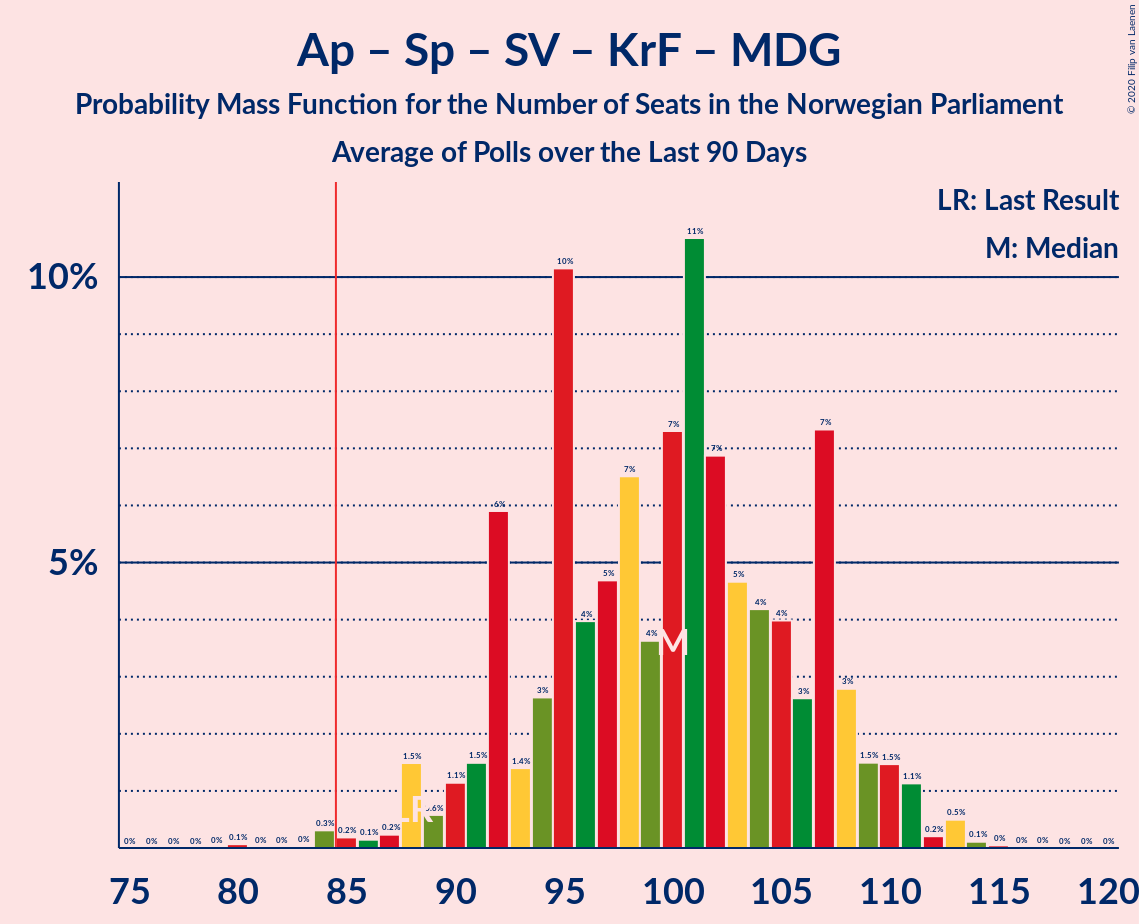 Ap – Sp – SV – KrF – MDG
Probability Mass Function for the Number of Seats in the Norwegian Parliament
Average of Polls over the Last 90 Days
© 2020 Filip van Laenen
LR: Last Result
M: Median
10%
5%
0% 0% 0% 0% 0% 0.1% 0% 0% 0% 0.3% 0.2% 0.1% 0.2% 1.5% 0.6% 1.1% 1.5% 6% 1.4% 3% 10% 4% 5% 7% 4% 7% 11% 7% 5% 4% 4% 3% 7% 3% 1.5% 1.5% 1.1% 0.2% 0.5% 0.1% 0% 0% 0% 0% 0% 0%
LR
M
75 80 85 90 95 100 105 110 115 120